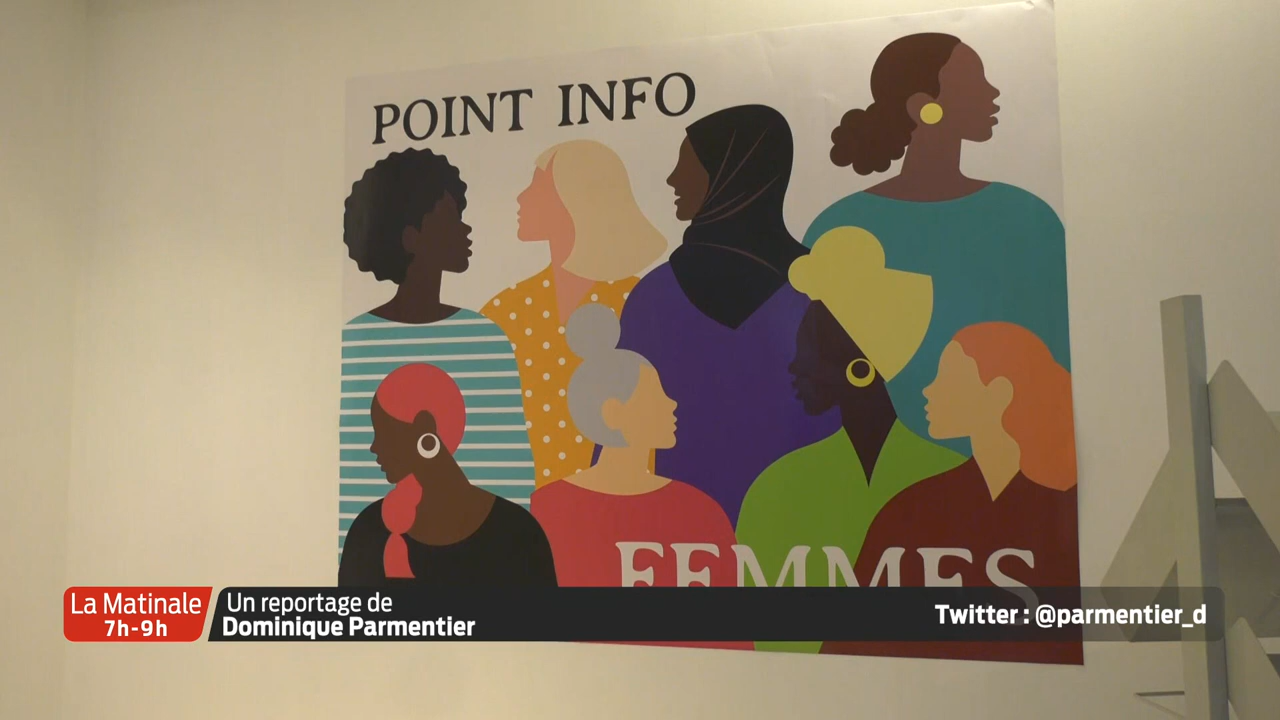 POINT INFO
FEMMES
La Matinale
7h-9h
Un reportage de
Dominique Parmentier
Twitter : @parmentier_d